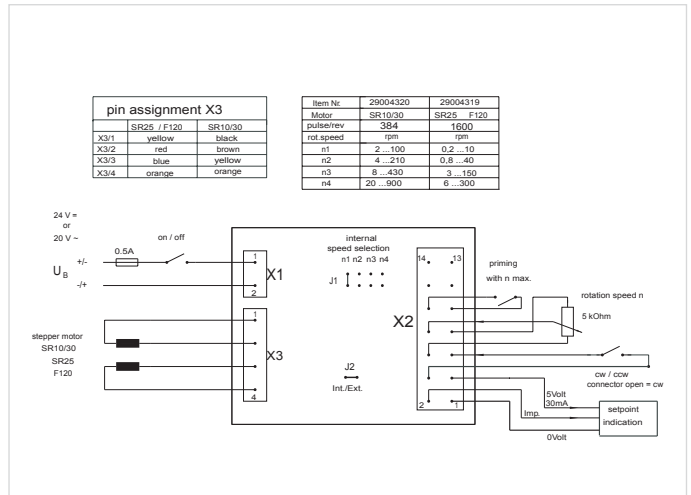 pin assignment X3
SR25 / F120 SR10/30
X3/1 yellow black
X3/2 red brown
X3/3 blue yellow
X3/4 orange orange
Item Nr. 29004320 29004319
Motor SR10/30 SR25 F120
pulse/rev 384 1600
rot.speed rpm rpm
n1 2 ...100 0,2 ...10
n2 4 ...210 0,8 ...40
n3 8 ...430 3 ...150
n4 20 ...900 6 ...300
24 V =
or
20 V ~
on / off
0.5A
+/-
U B
-/+
1
X1
2
1
X3
4
stepper motor
SR10/30
SR25
F120
internal
speed selection
n1 n2 n3 n4
J1
J2
Int./Ext.
14 13
X2
2 1
priming
with n max.
rotation speed n
5 kOhm
cw / ccw
connector open = cw
5Volt
30mA
Imp.
0Volt
setpoint
indication